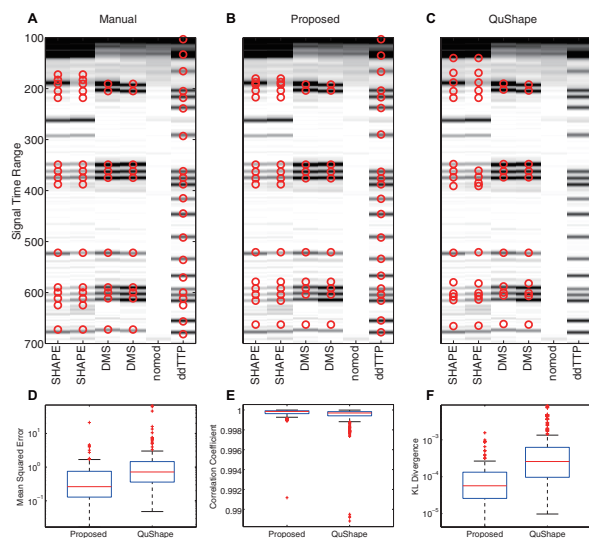 A Manual
B Proposed
C QuShape
Signal Time Range
100
200
300
400
500
600
700
SHAPE
SHAPE
DMS
DMS
nomod
ddTTP
SHAPE
SHAPE
DMS
DMS
nomod
ddTTP
SHAPE
SHAPE
DMS
DMS
nomod
ddTTP
D
Mean Squared Error
10^1
10^0
10^-1
Proposed
QuShape
E
Correlation Coefficient
1
0.998
0.996
0.994
0.992
0.99
Proposed
QuShape
F
KL Divergence
10^-3
10^-4
10^-5
Proposed
QuShape